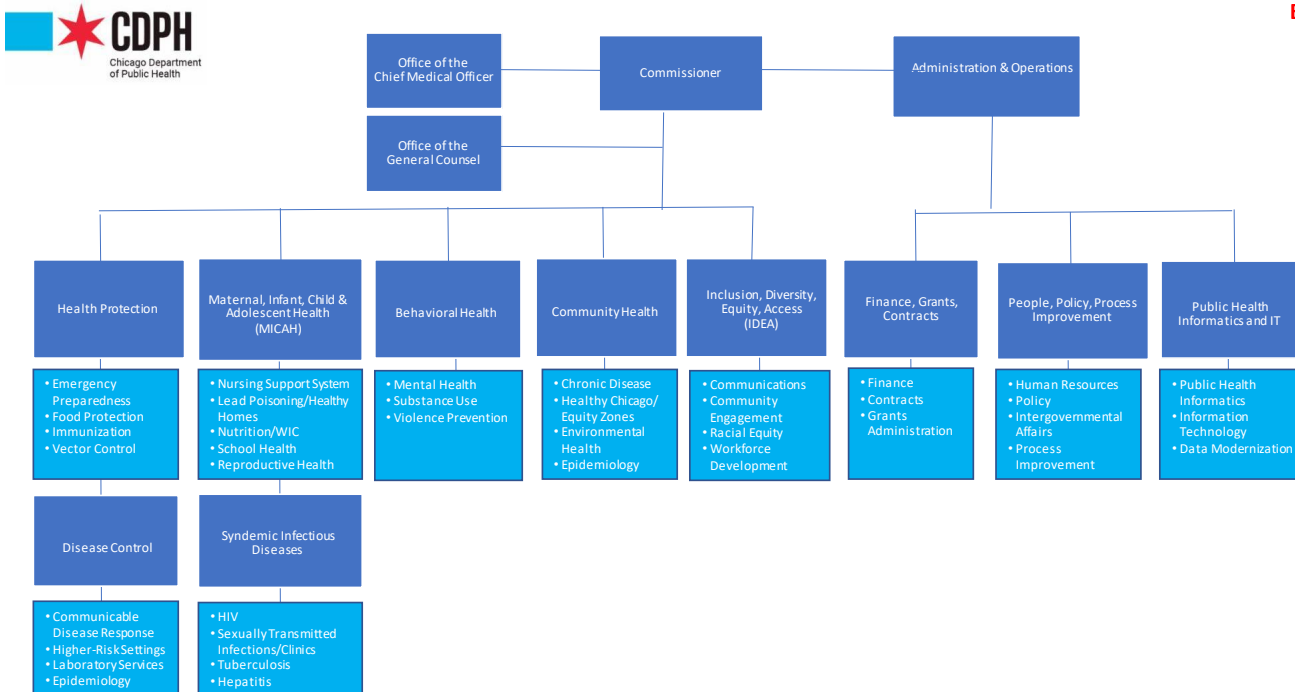 CDPH
Chicago Department
of Public Health
Office of the
Chief Medical Officer
Commissioner
Administration & Operations
Office of the
General Counsel
Health Protection
Maternal, Infant, Child &
Adolescent Health
(MICAH)
Behavioral Health
Community Health
Inclusion, Diversity,
Equity, Access
(IDEA)
Finance, Grants,
Contracts
People, Policy, Process
Improvement
Public Health
Informatics and IT
• Emergency
Preparedness
• Food Protection
• Immunization
• Vector Control
• Nursing Support System
• Lead Poisoning/Healthy
Homes
• Nutrition/WIC
• School Health
• Reproductive Health
• Mental Health
• Substance Use
• Violence Prevention
• Chronic Disease
• Healthy Chicago/
Equity Zones
• Environmental
Health
• Epidemiology
• Communications
• Community
Engagement
• Racial Equity
• Workforce
Development
• Finance
• Contracts
• Grants
Administration
• Human Resources
• Policy
• Intergovernmental
Affairs
• Process
Improvement
• Public Health
Informatics
• Information
Technology
• Data Modernization
Disease Control
Syndemic Infectious
Diseases
• Communicable
Disease Response
• Higher-Risk Settings
• Laboratory Services
• Epidemiology
• HIV
• Sexually Transmitted
Infections/Clinics
• Tuberculosis
• Hepatitis